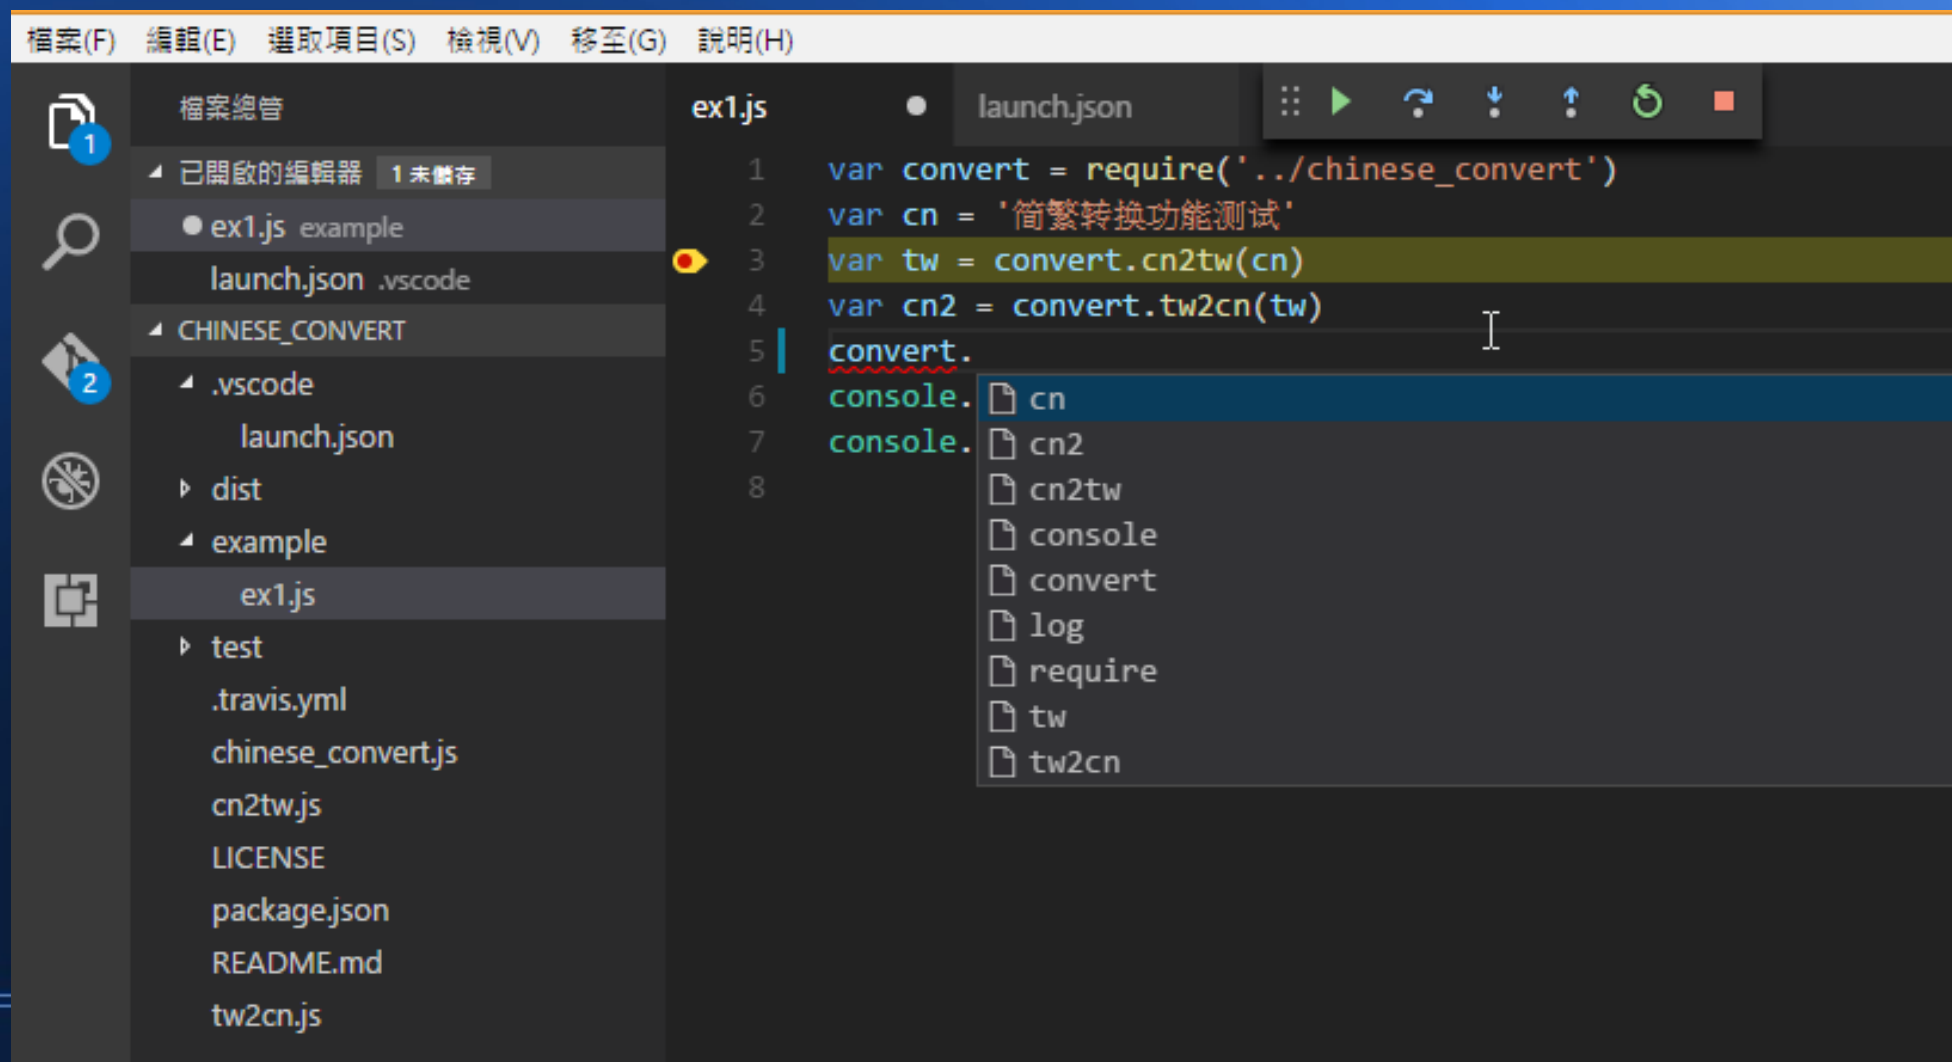 檔案(F) 編輯(E) 選取項目(S) 檢視(V) 移至(G) 說明(H)
檔案總管
1
已開啟的編輯器 1 未儲存
ex1.js example
launch.json .vscode
CHINESE_CONVERT
.vscode
2
launch.json
dist
example
ex1.js
test
.travis.yml
chinese_convert.js
cn2tw.js
LICENSE
package.json
README.md
tw2cn.js
ex1.js launch.json
1 var convert = require('../chinese_convert')
2 var cn = '简繁转换功能测试'
3 var tw = convert.cn2tw(cn)
4 var cn2 = convert.tw2cn(tw)
5 convert.
6 console.
7 console.
8
cn
cn2
cn2tw
console
convert
log
require
tw
tw2cn